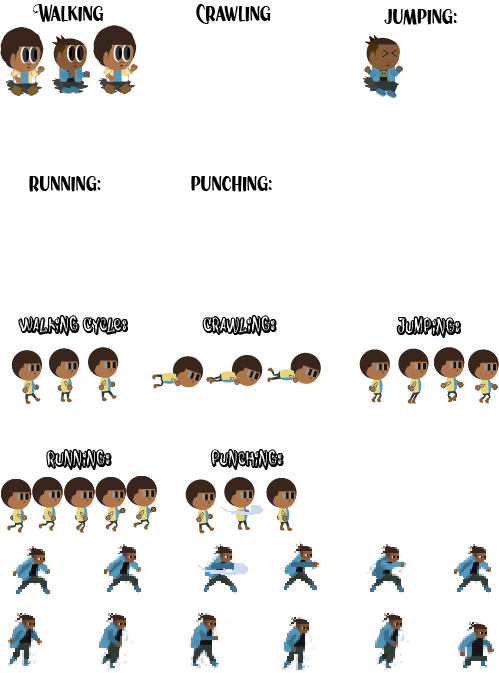 Walking
Crawling
JUMPING:
RUNNING:
PUNCHING:
WALKING CYCLE:
CRAWLING:
JUMPING:
RUNNING:
PUNCHING: